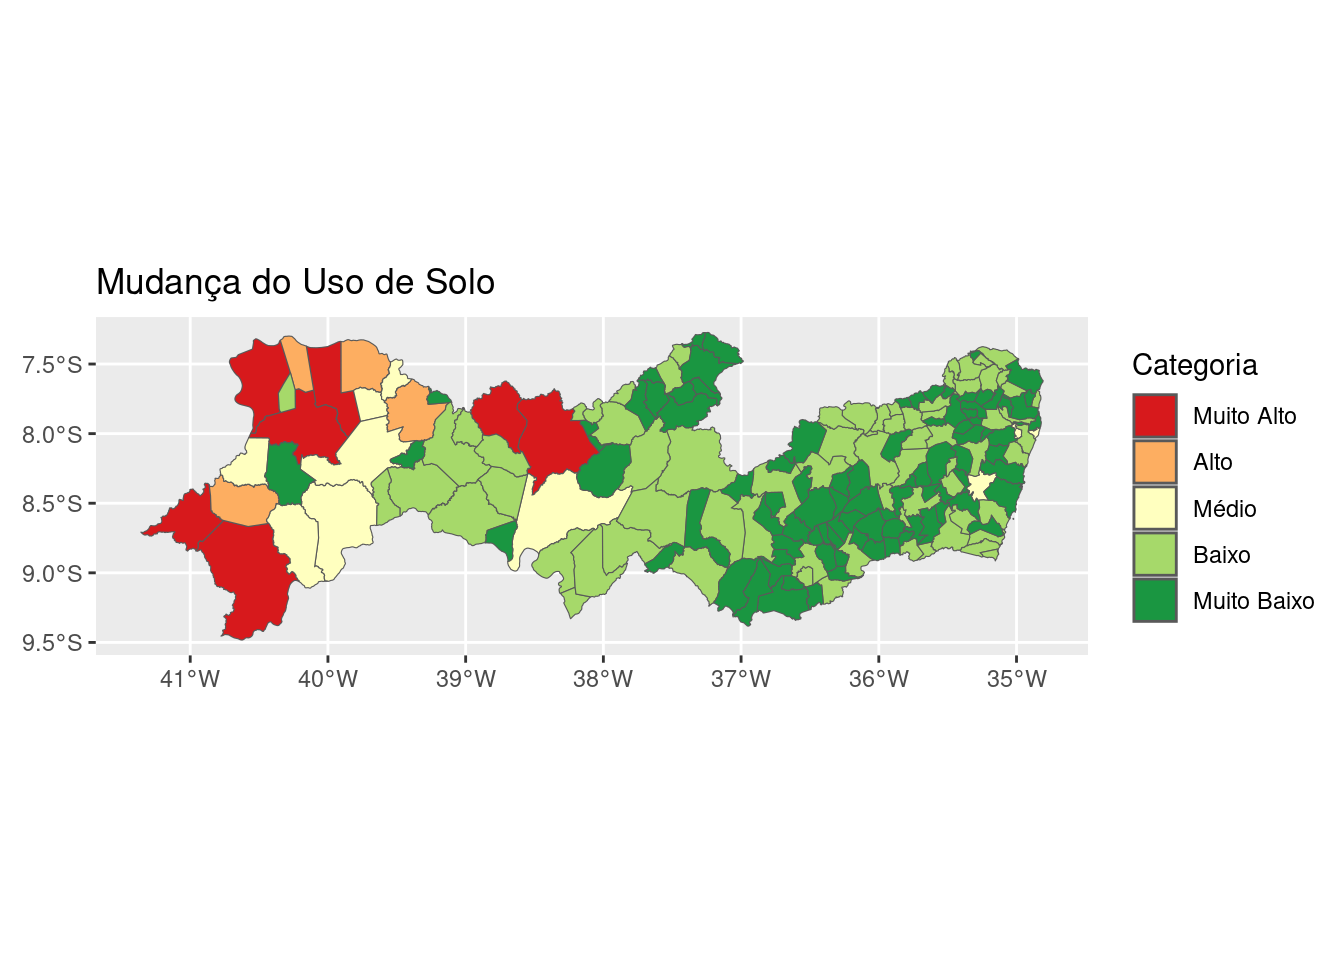 Mudança do Uso de Solo
7.5°S
8.0°S
8.5°S
9.0°S
9.5°S
41°W
40°W
39°W
38°W
37°W
36°W
35°W
Categoria
Muito Alto
Alto
Médio
Baixo
Muito Baixo